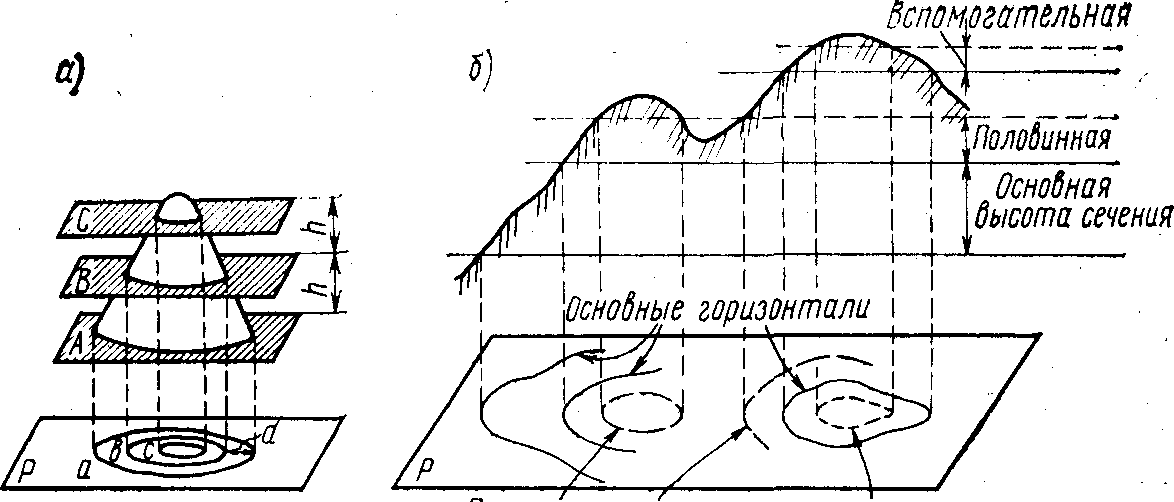 а)
С
В
А
h
h
Р
а
в
с
d
б)
Вспомогательная
Половинная
Основная
высота сечения
Основные горизонтали
Р